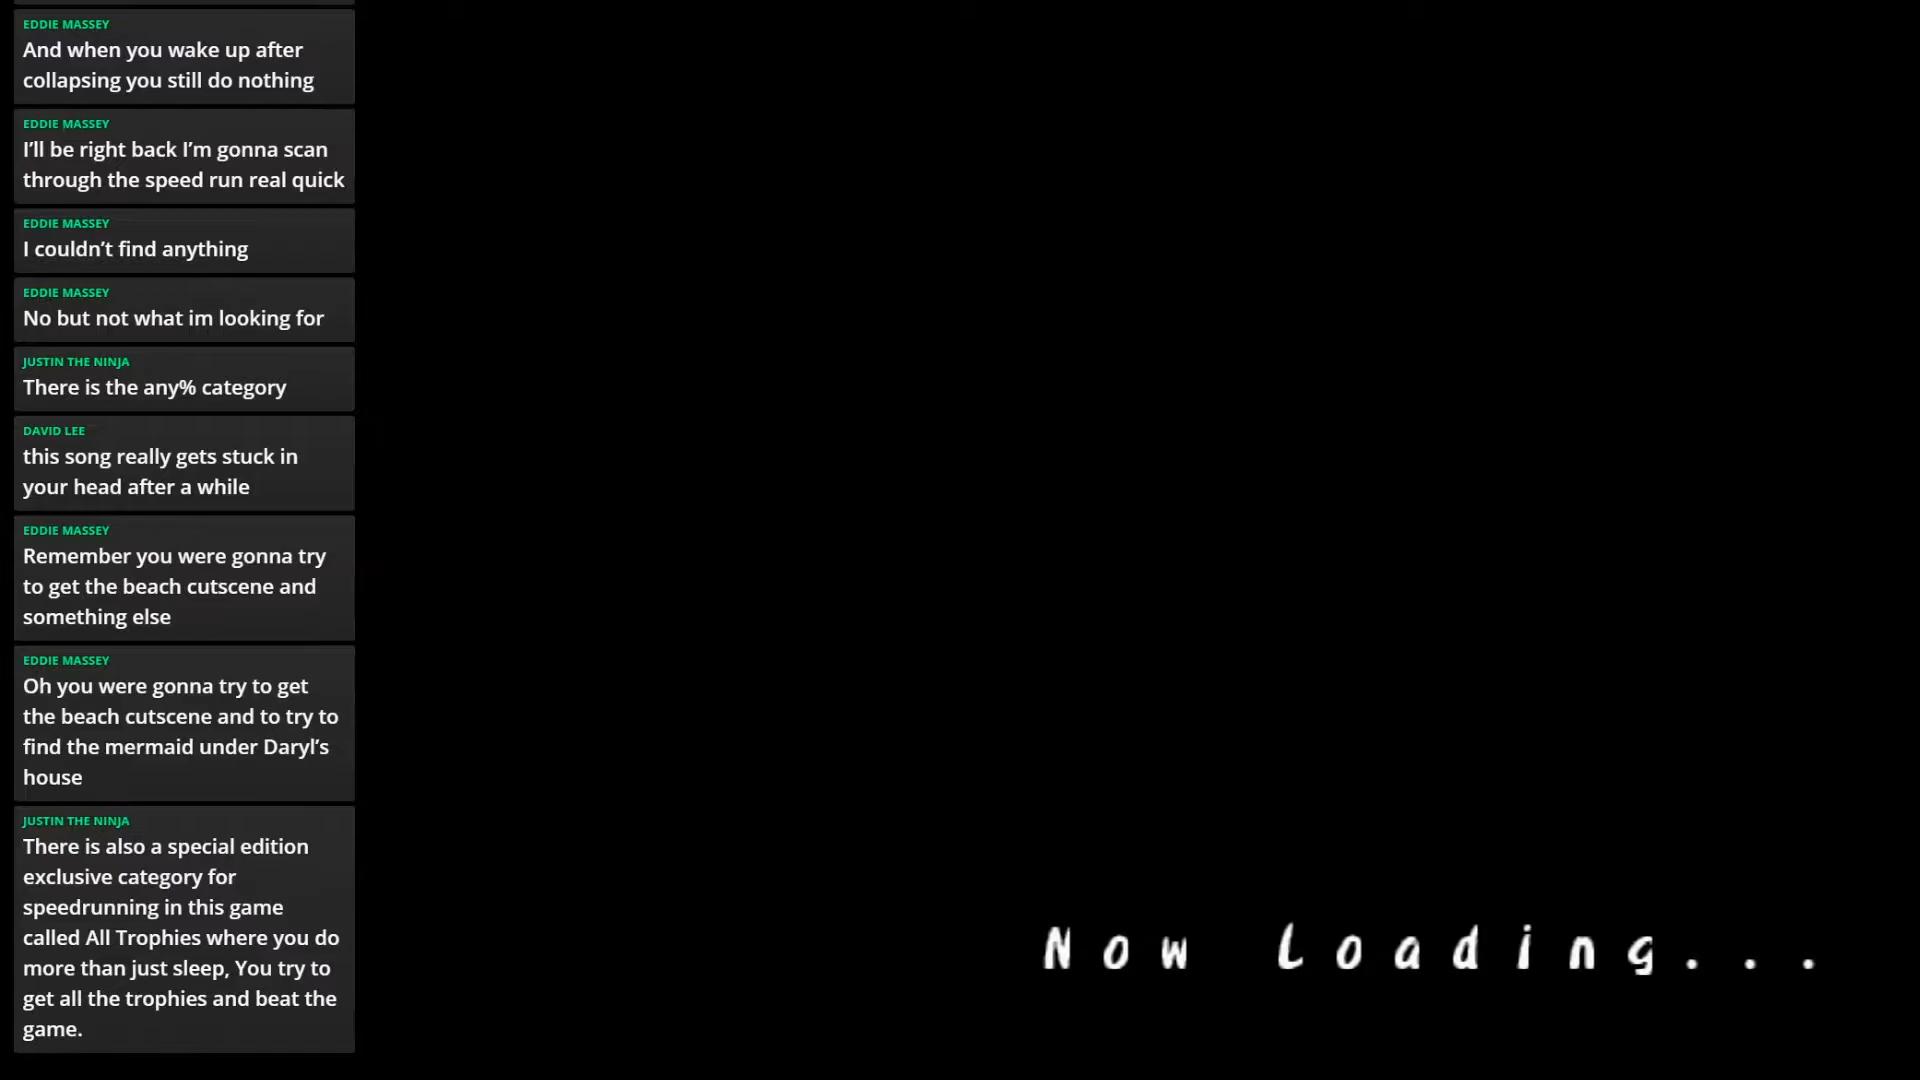 EDDIE MASSEY
And when you wake up after
collapsing you still do nothing
EDDIE MASSEY
I’ll be right back I’m gonna scan
through the speed run real quick
EDDIE MASSEY
I couldn’t find anything
EDDIE MASSEY
No but not what im looking for
JUSTIN THE NINJA
There is the any% category
DAVID LEE
this song really gets stuck in
your head after a while
EDDIE MASSEY
Remember you were gonna try
to get the beach cutscene and
something else
EDDIE MASSEY
Oh you were gonna try to get
the beach cutscene and to try to
find the mermaid under Daryl’s
house
JUSTIN THE NINJA
There is also a special edition
exclusive category for
speedrunning in this game
called All Trophies where you do
more than just sleep, You try to
get all the trophies and beat the
game.
Now Loading...